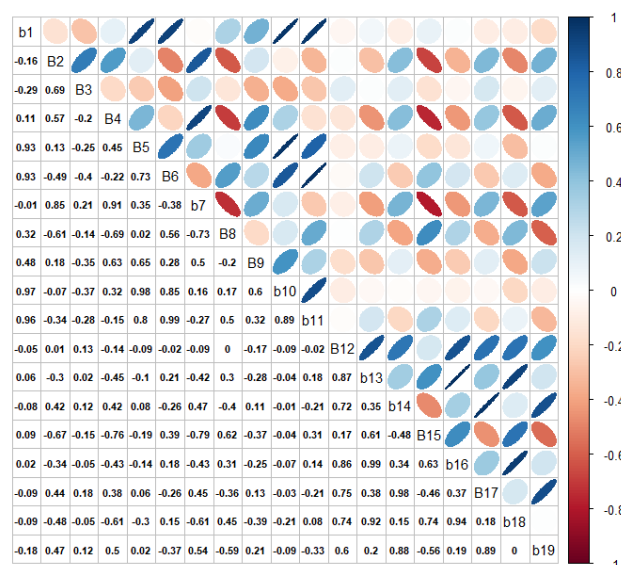 b1 1
-0.16 B2 0.8
-0.29 0.69 B3
0.11 0.57 -0.2 B4 0.6
0.93 0.13 -0.25 0.45 B5
0.93 -0.49 -0.4 -0.22 0.73 B6 0.4
-0.01 0.85 0.21 0.91 0.35 -0.38 b7
0.32 -0.61 -0.14 -0.69 0.02 0.56 -0.73 B8 0.2
0.48 0.18 -0.35 0.63 0.65 0.28 0.5 -0.2 B9
0.97 -0.07 -0.37 0.32 0.98 0.85 0.16 0.17 0.6 b10 0
0.96 -0.34 -0.28 -0.15 0.8 0.99 -0.27 0.5 0.32 0.89 b11
-0.05 0.01 0.13 -0.14 -0.09 -0.02 -0.09 0 -0.17 -0.09 -0.02 B12 -0.2
0.06 -0.3 0.02 -0.45 -0.1 0.21 -0.42 0.3 -0.28 -0.04 0.18 0.87 b13
-0.08 0.42 0.12 0.42 0.08 -0.26 0.47 -0.4 0.11 -0.01 -0.21 0.72 0.35 b14 -0.4
0.09 -0.67 -0.15 -0.76 -0.19 0.39 -0.79 0.62 -0.37 -0.04 0.31 0.17 0.61 -0.48 B15
0.02 -0.34 -0.05 -0.43 -0.14 0.18 -0.43 0.31 -0.25 -0.07 0.14 0.86 0.99 0.34 0.63 b16 -0.6
-0.09 0.44 0.18 0.38 0.06 -0.26 0.45 -0.36 0.13 -0.03 -0.21 0.75 0.38 0.98 -0.46 0.37 B17
-0.09 -0.48 -0.05 -0.61 -0.3 0.15 -0.61 0.45 -0.39 -0.21 0.08 0.74 0.92 0.15 0.74 0.94 0.18 b18 -0.8
-0.18 0.47 0.12 0.5 0.02 -0.37 0.54 -0.59 0.21 -0.09 -0.33 0.6 0.2 0.88 -0.56 0.19 0.89 0 b19 -1